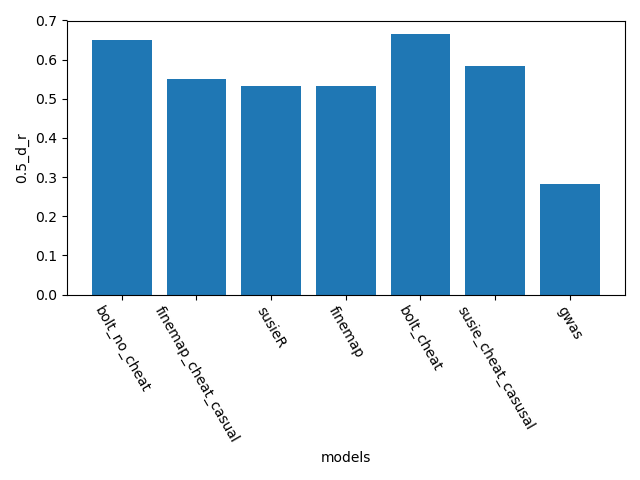 0.7
0.6
0.5
0.4
0.3
0.2
0.1
0.0
0.5_d_r
bolt_no_cheat
finemap_cheat_casual
susieR
finemap
bolt_cheat
susie_cheat_casusal
gwas
models